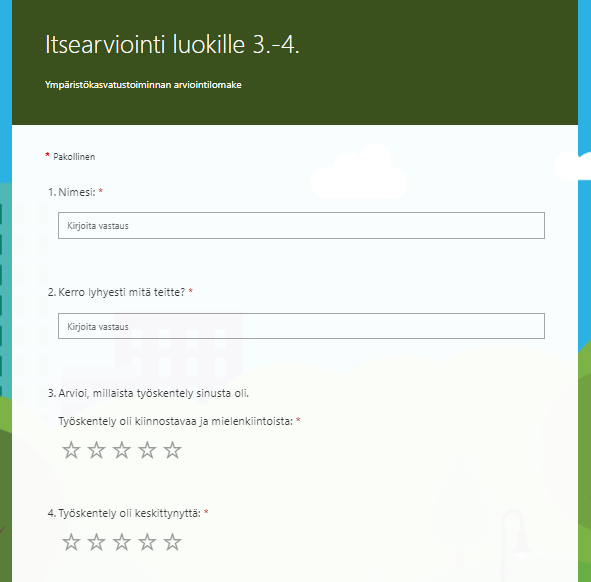 Itsearviointi luokille 3.-4.
Ympäristökasvatustoiminnan arviointilomake
* Pakollinen
1. Nimesi: *
Kirjoita vastaus
2. Kerro lyhyesti mitä teitte? *
Kirjoita vastaus
3. Arvioi, millaista työskentely sinusta oli.
Työskentely oli kiinnostavaa ja mielenkiintoista: *
4. Työskentely oli keskittynyttä: *